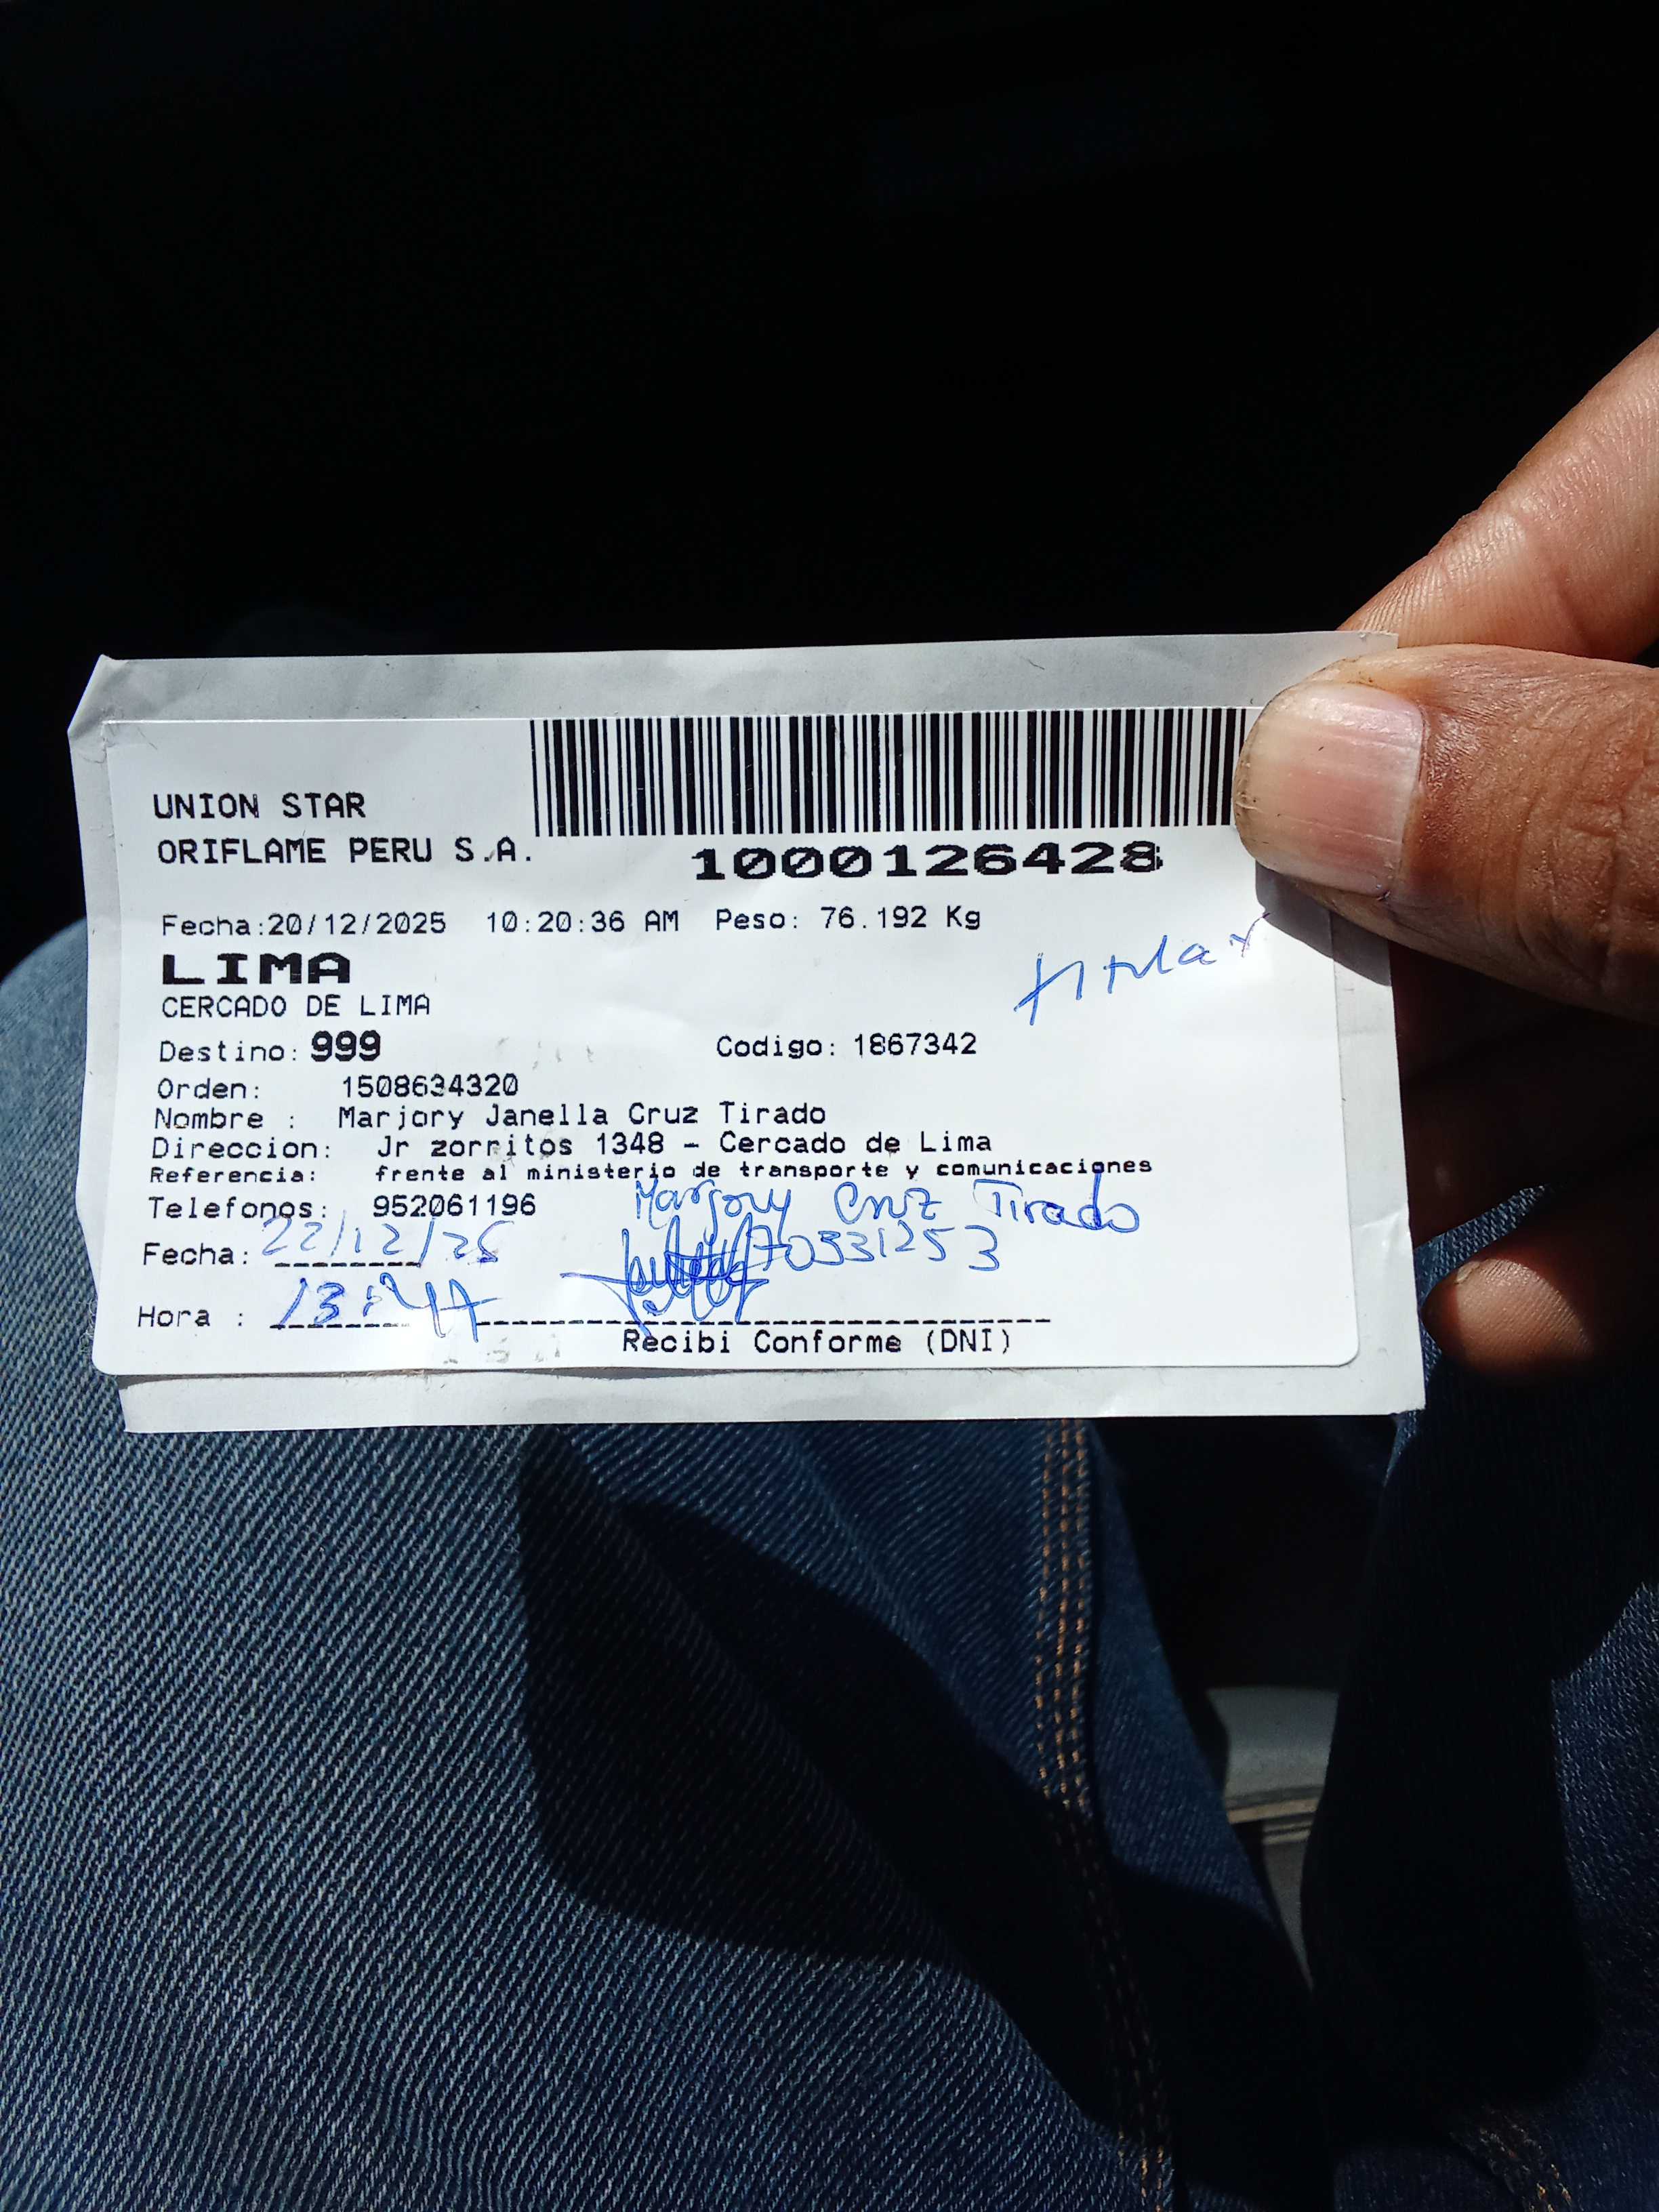 UNION STAR
ORIFLAME PERU S.A.
1000126428
Fecha:20/12/2025 10:20:36 AM Peso: 76.192 Kg
LIMA
titular
CERCADO DE LIMA
Destino: 999 Codigo: 1867342
Orden: 1508634320
Nombre : Marjory Janella Cruz Tirado
Direccion: Jr zorritos 1348 - Cercado de Lima
Referencia: frente al ministerio de transporte y comunicaciones
Telefonos: 952061196 Marjory Cruz Tirado
Fecha: 22/12/25 70531253
Hora :
Recibi Conforme (DNI)